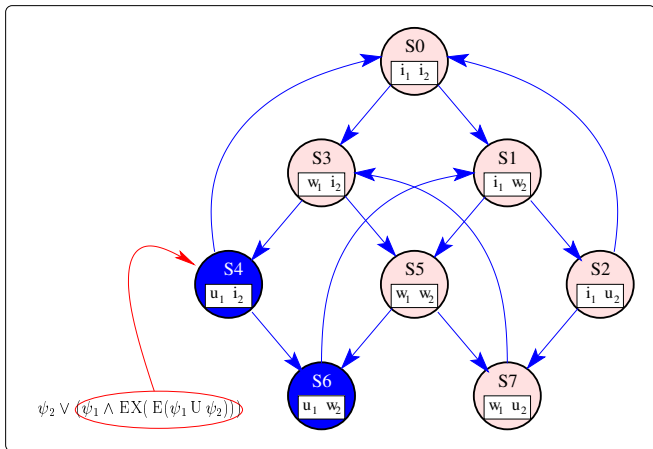 S0
i₁ i₂
S3
S1
w₁ i₂
i₁ w₂
S4
S5
S2
u₁ i₂
w₁ w₂
i₁ u₂
S6
S7
u₁ w₂
w₁ u₂
ψ₂ ∨ (ψ₁ ∧ EX( E(ψ₁ U ψ₂)))